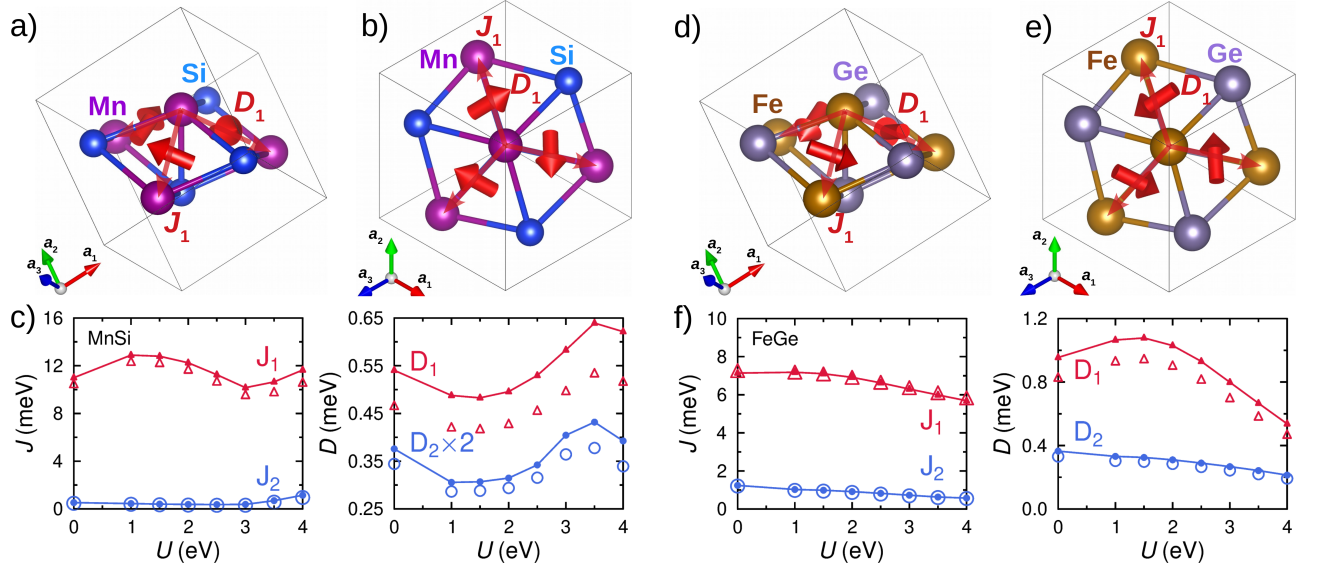 a)
Si
Mn
D1
J1
a2
a3
a1
b)
J1
Mn
Si
D1
a2
a3
a1
d)
Ge
Fe
D1
J1
a2
a3
a1
e)
J1
Fe
Ge
D1
a2
a3
a1
c)
MnSi
J1
J2
J (meV)
16
12
8
4
0
0 1 2 3 4
U (eV)
D1
D2×2
D (meV)
0.65
0.55
0.45
0.35
0.25
0 1 2 3 4
U (eV)
f)
FeGe
J1
J2
J (meV)
10
8
6
4
2
0
0 1 2 3 4
U (eV)
D1
D2
D (meV)
1.2
0.8
0.4
0.0
0 1 2 3 4
U (eV)